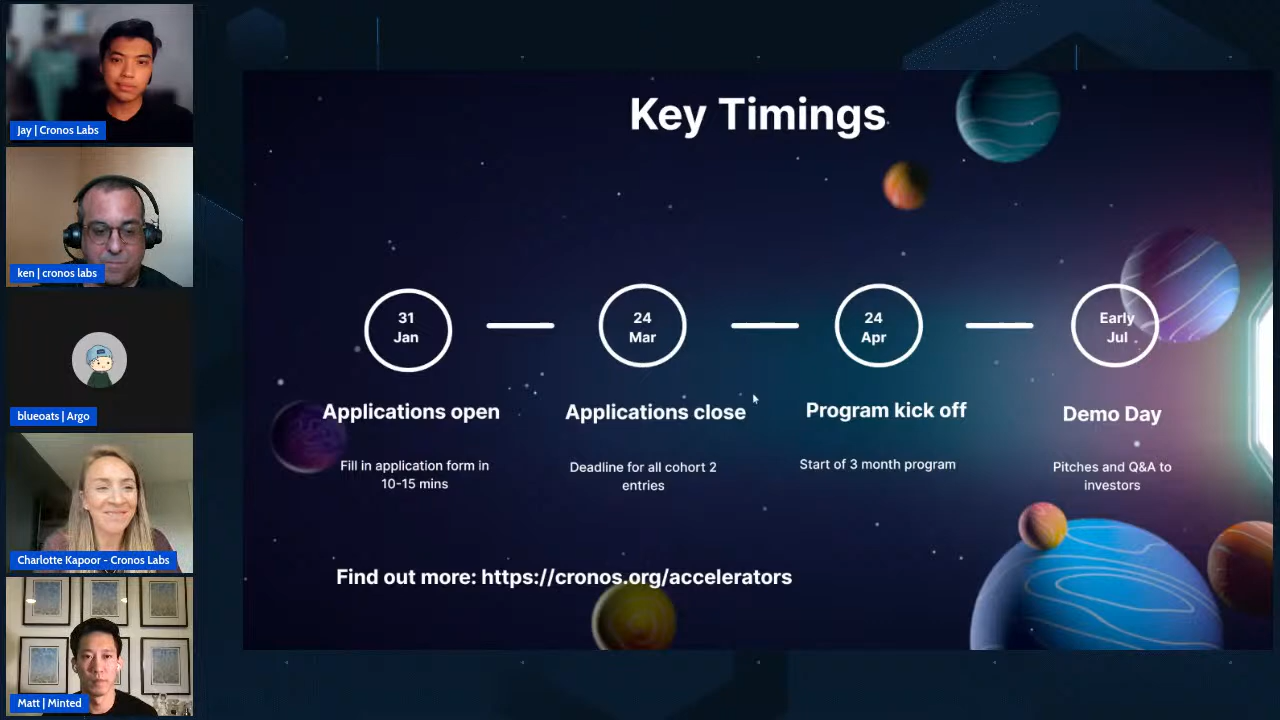 Jay | Cronos Labs
ken | cronos labs
blueoats | Argo
Charlotte Kapoor - Cronos Labs
Matt | Minted
Key Timings
31
Jan
24
Mar
24
Apr
Early
Jul
Applications open
Applications close
Program kick off
Demo Day
Fill in application form in
10-15 mins
Deadline for all cohort 2
entries
Start of 3 month program
Pitches and Q&A to
investors
Find out more: https://cronos.org/accelerators